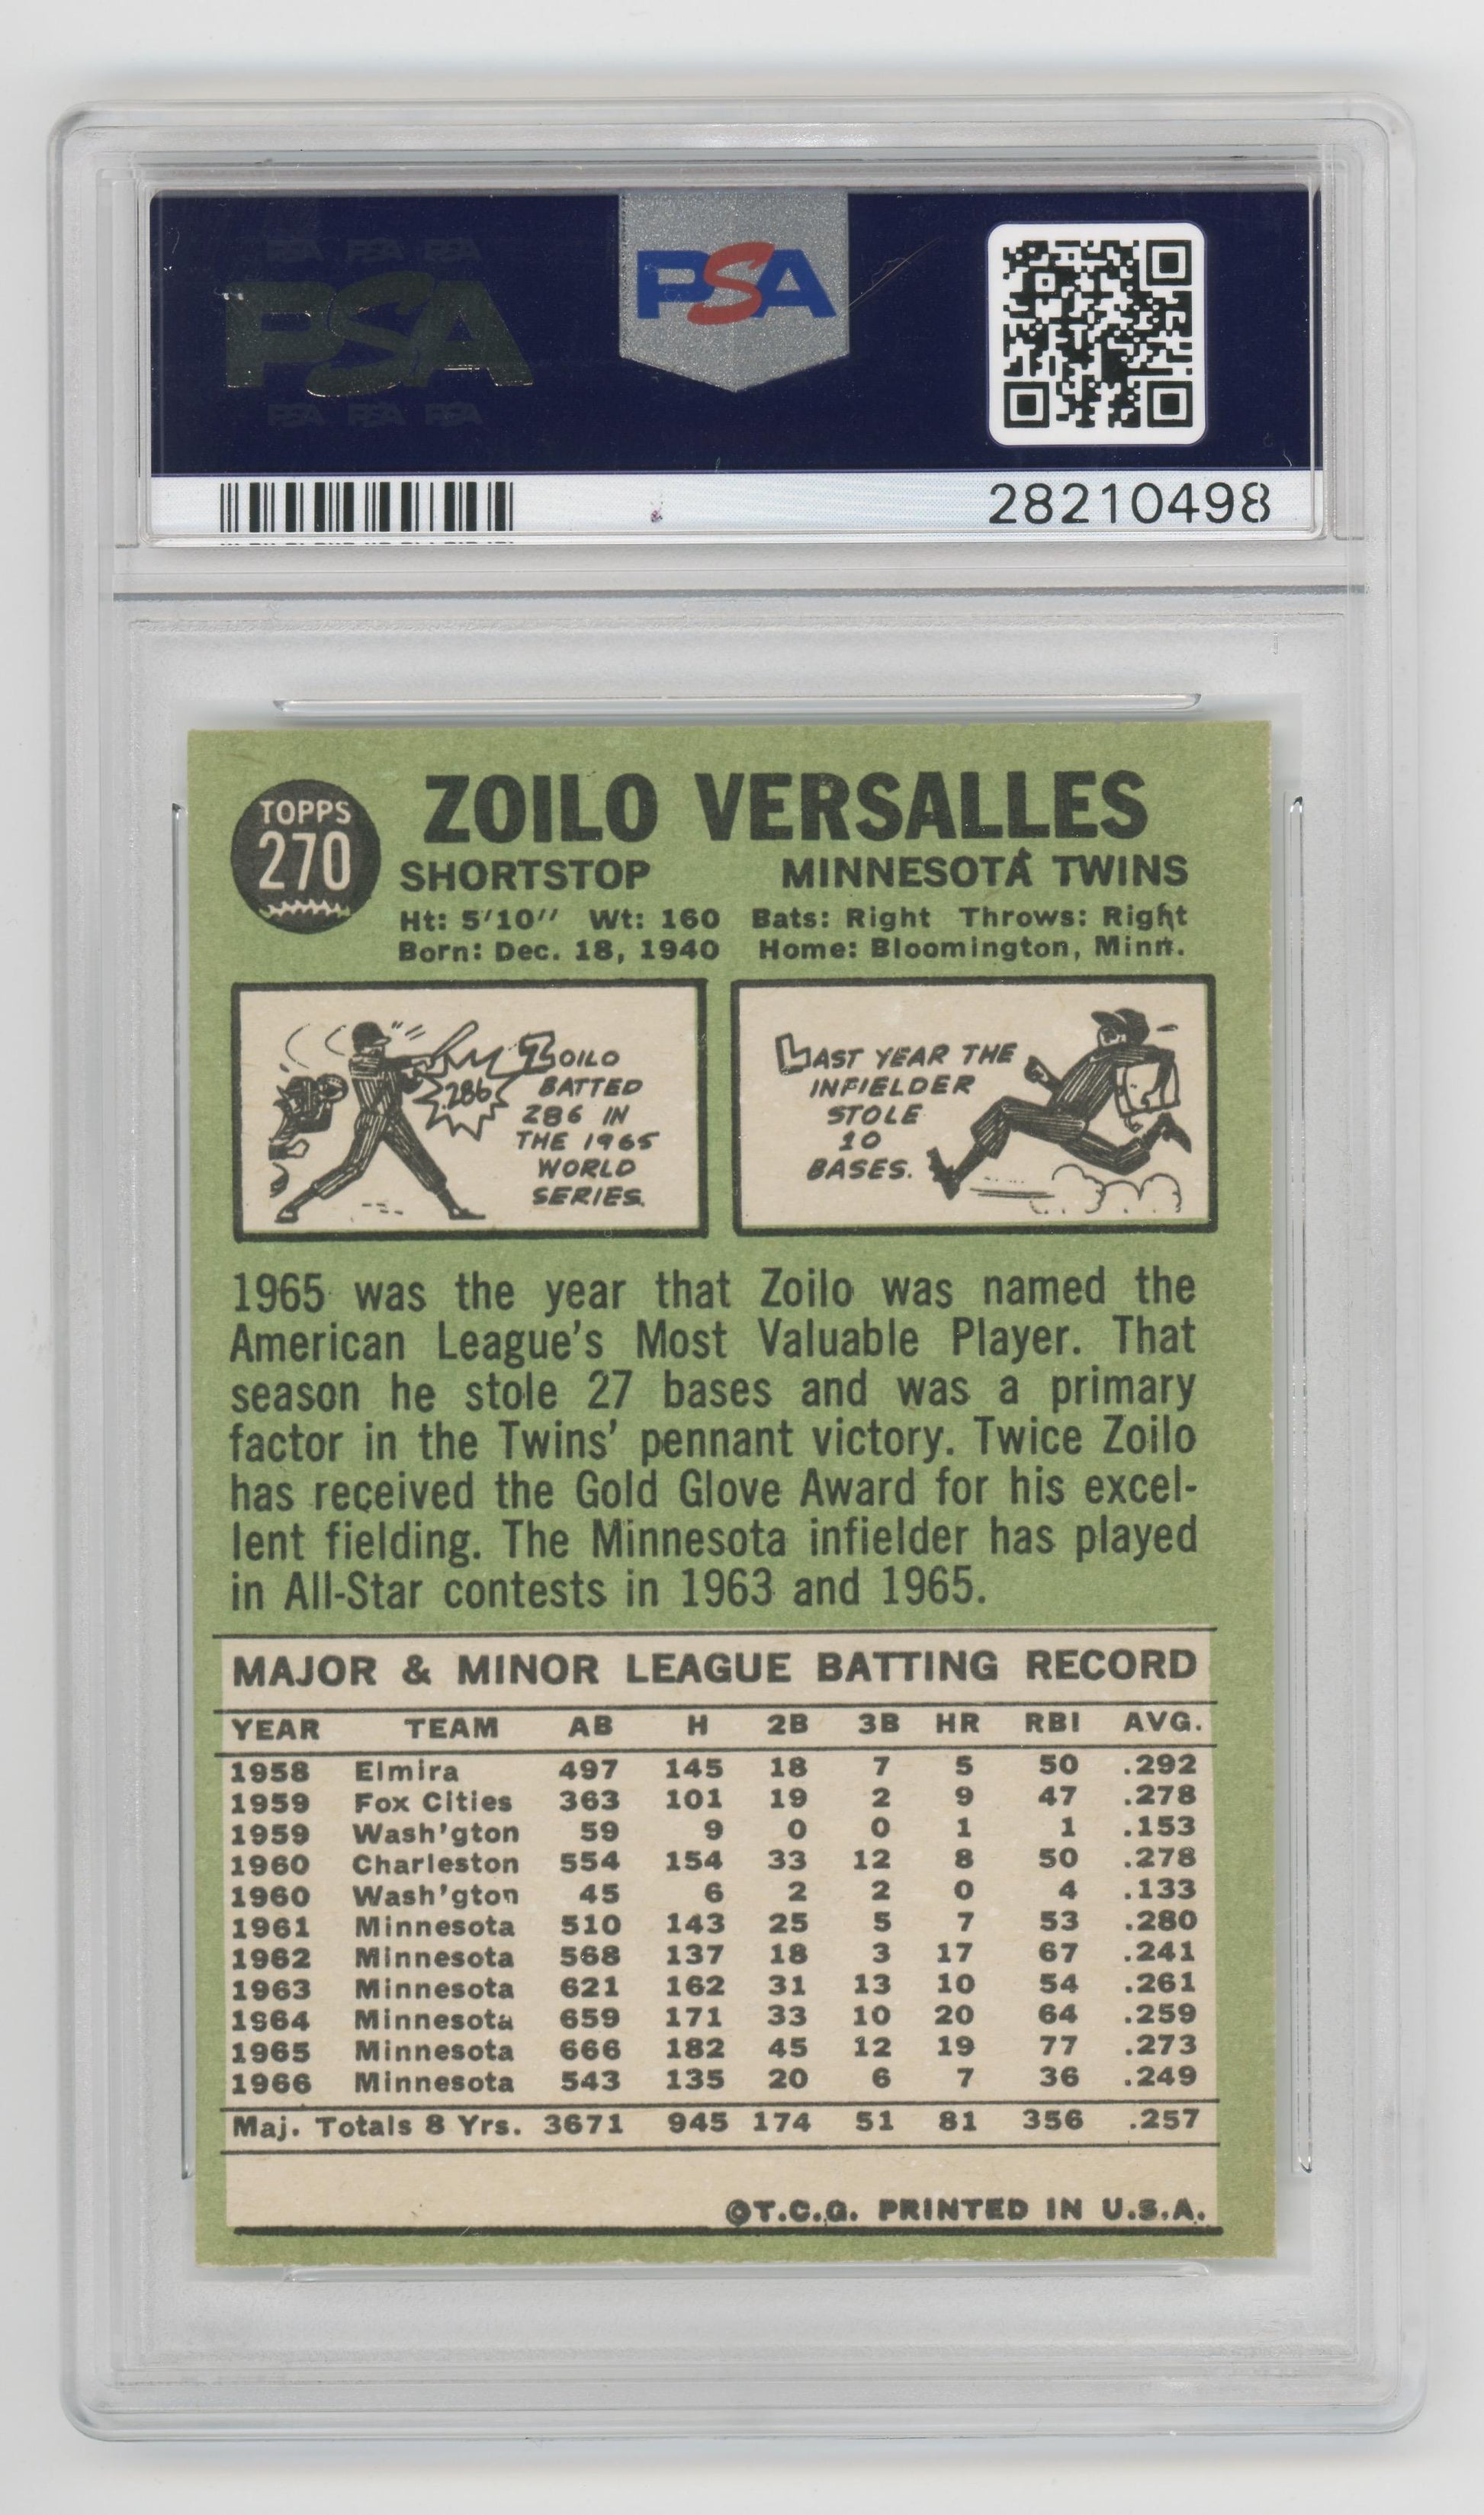 PSA PSA PSA
PSA
PSA PSA PSA
PSA
28210498
TOPPS
270
ZOILO VERSALLES
SHORTSTOP MINNESOTA TWINS
Ht: 5'10" Wt: 160 Bats: Right Throws: Right
Born: Dec. 18, 1940 Home: Bloomington, Minn.
.286
ZOILO
BATTED
286 IN
THE 1965
WORLD
SERIES.
LAST YEAR THE
INFIELDER
STOLE
10
BASES.
1965 was the year that Zoilo was named the
American League's Most Valuable Player. That
season he stole 27 bases and was a primary
factor in the Twins' pennant victory. Twice Zoilo
has received the Gold Glove Award for his excel-
lent fielding. The Minnesota infielder has played
in All-Star contests in 1963 and 1965.
MAJOR & MINOR LEAGUE BATTING RECORD
YEAR TEAM AB H 2B 3B HR RBI AVG.
1958 Elmira 497 145 18 7 5 50 .292
1959 Fox Cities 363 101 19 2 9 47 .278
1959 Wash'gton 59 9 0 0 1 1 .153
1960 Charleston 554 154 33 12 8 50 .278
1960 Wash'gton 45 6 2 2 0 4 .133
1961 Minnesota 510 143 25 5 7 53 .280
1962 Minnesota 568 137 18 3 17 67 .241
1963 Minnesota 621 162 31 13 10 54 .261
1964 Minnesota 659 171 33 10 20 64 .259
1965 Minnesota 666 182 45 12 19 77 .273
1966 Minnesota 543 135 20 6 7 36 .249
Maj. Totals 8 Yrs. 3671 945 174 51 81 356 .257
©T.C.G. PRINTED IN U.S.A.